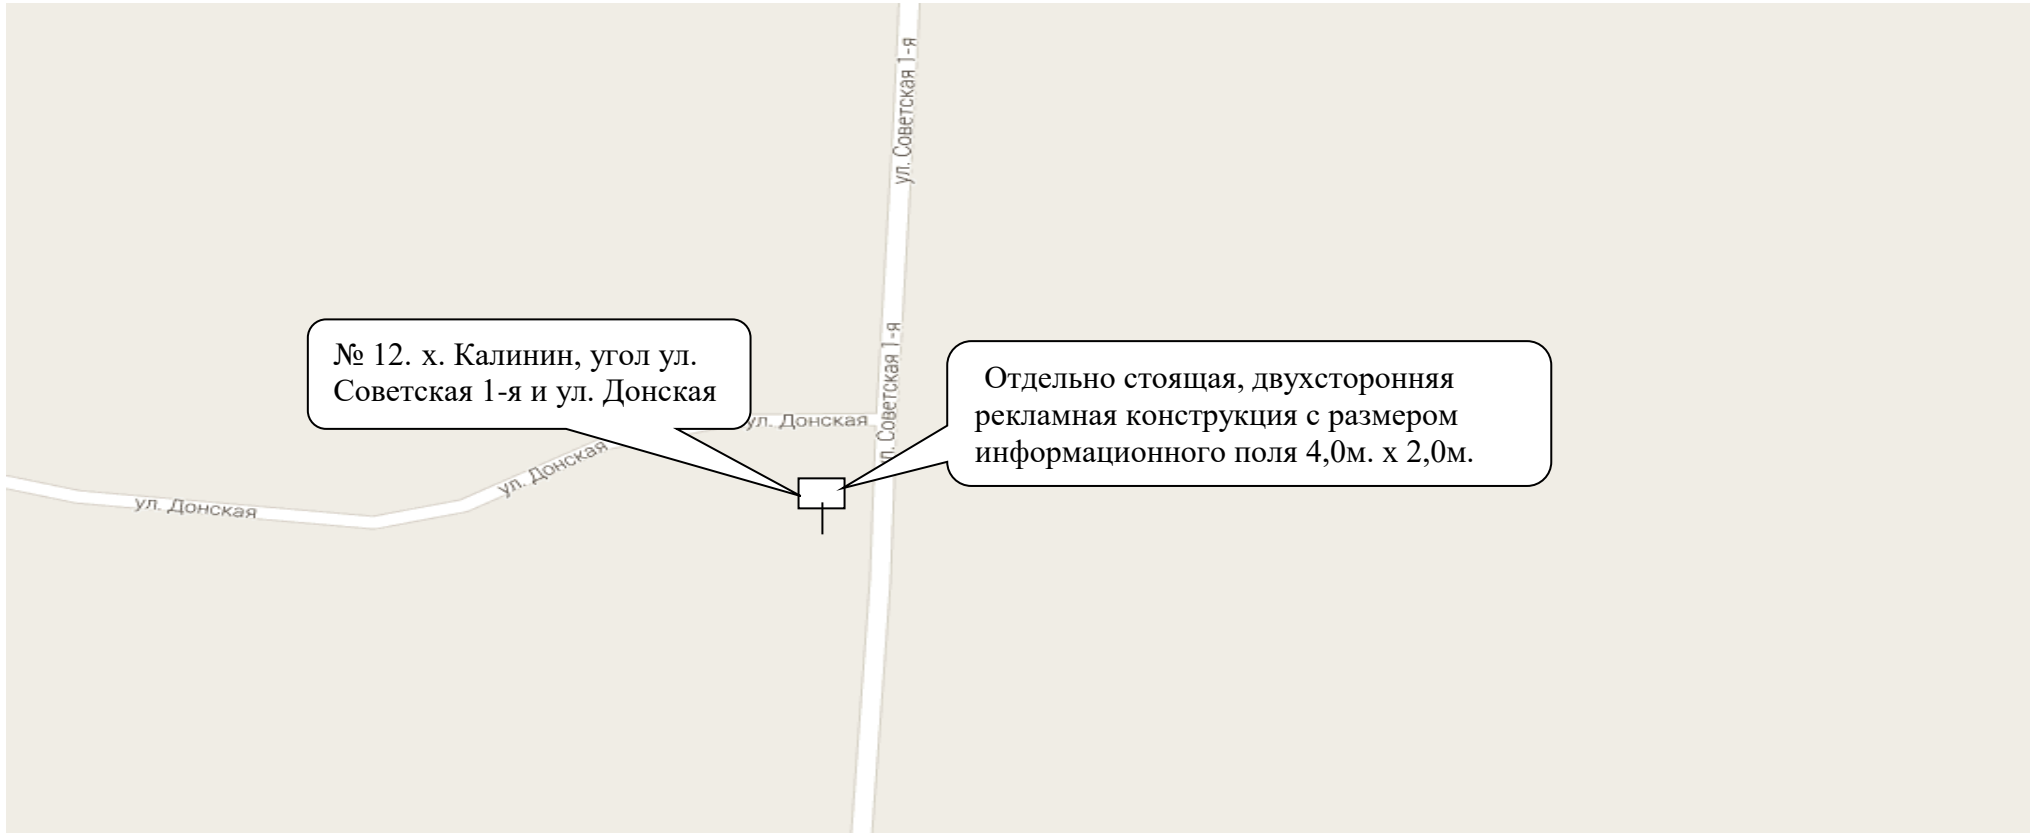 ул. Советская 1-я
№ 12. х. Калинин, угол ул.
Советская 1-я и ул. Донская
ул. Советская 1-я
Отдельно стоящая, двухсторонняя
рекламная конструкция с размером
информационного поля 4,0м. х 2,0м.
ул. Донская
ул. Донская
ул. Донская